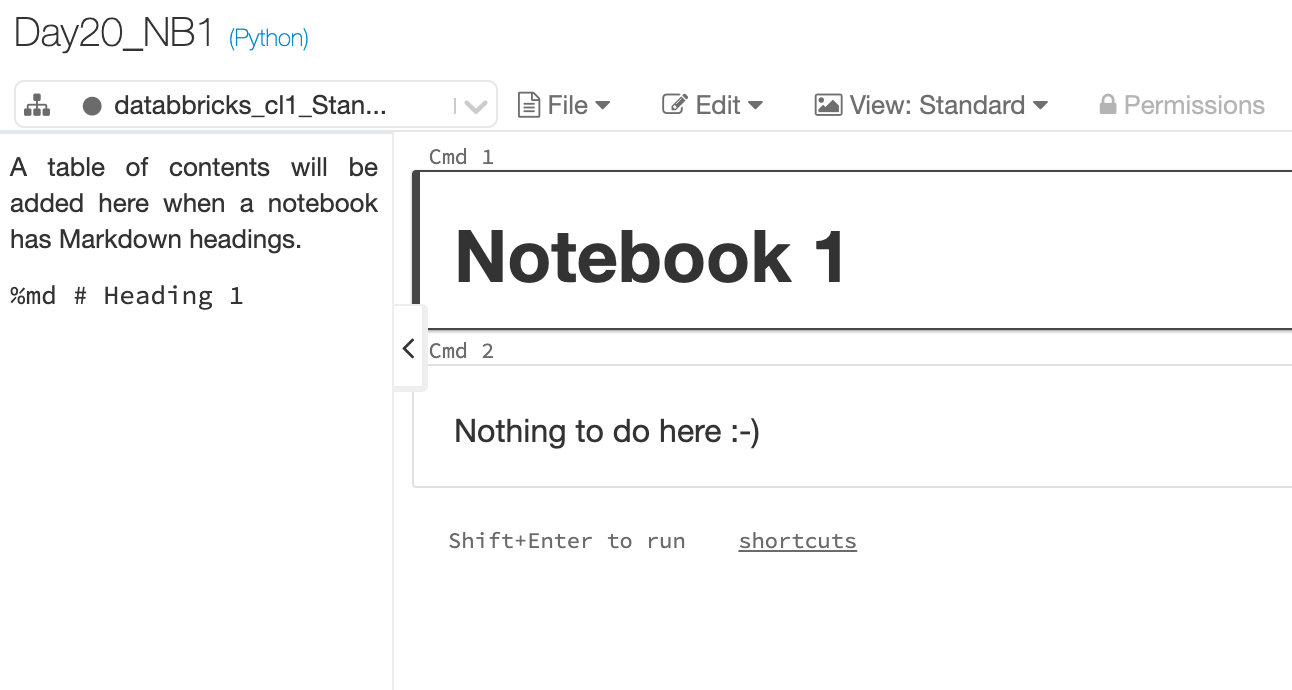 Day20_NB1 (Python)
databbricks_cl1_Stan... File Edit View: Standard Permissions
A table of contents will be
added here when a notebook
has Markdown headings.
%md # Heading 1
Cmd 1
Notebook 1
Cmd 2
Nothing to do here :-)
Shift+Enter to run shortcuts